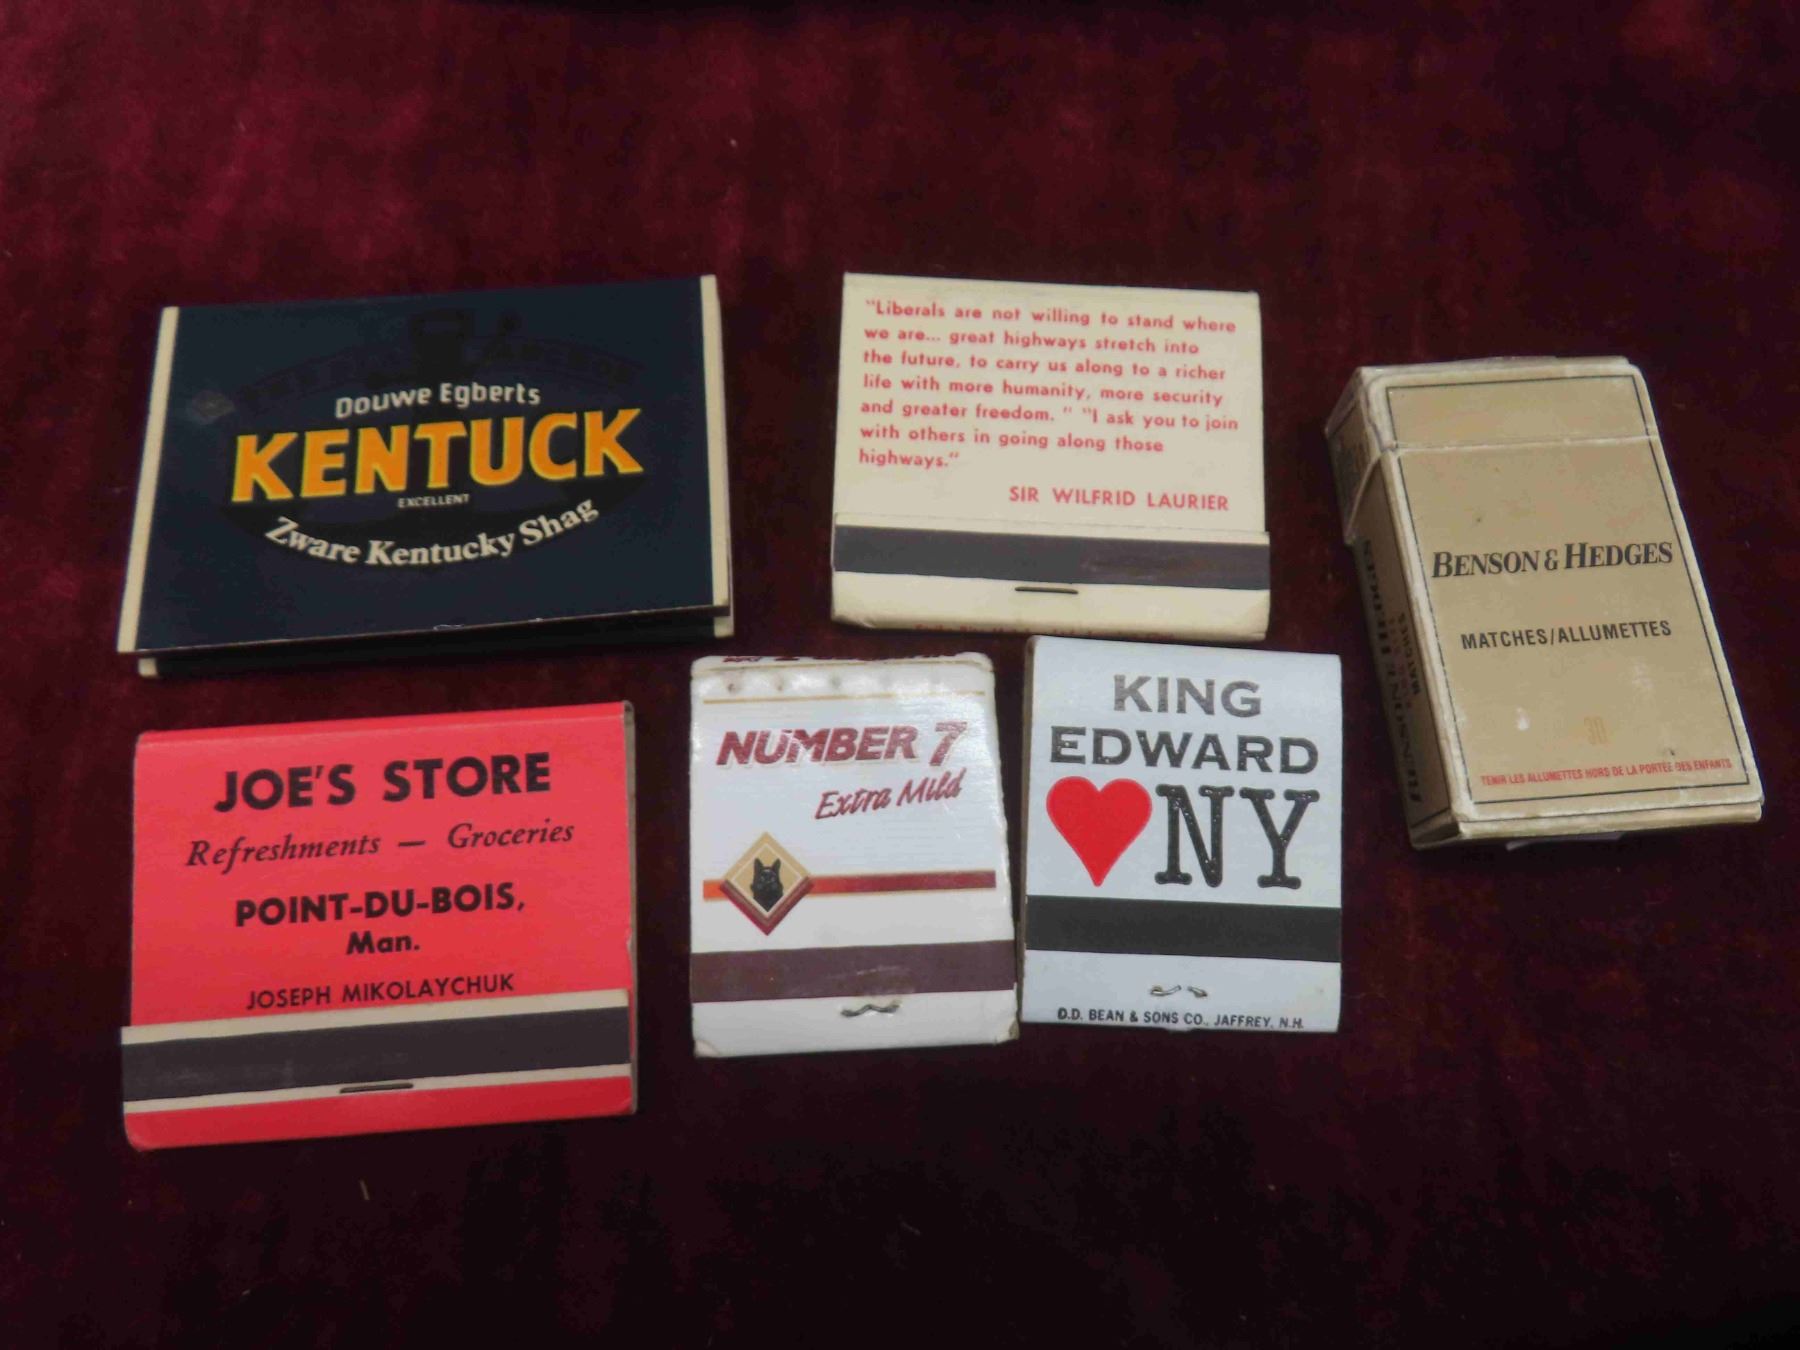 Douwe Egberts
KENTUCK
EXCELLENT
Zware Kentucky Shag
"Liberals are not willing to stand where
we are... great highways stretch into
the future, to carry us along to a richer
life with more humanity, more security
and greater freedom. " "I ask you to join
with others in going along those
highways."
SIR WILFRID LAURIER
BENSON & HEDGES
MATCHES/ALLUMETTES
30
TENIR LES ALLUMETTES HORS DE LA PORTÉE DES ENFANTS
BENSON & HEDGES
MATCHES
JOE'S STORE
Refreshments — Groceries
POINT-DU-BOIS,
Man.
JOSEPH MIKOLAYCHUK
NUMBER 7
Extra Mild
KING
EDWARD
NY
D.D. BEAN & SONS CO., JAFFREY, N.H.